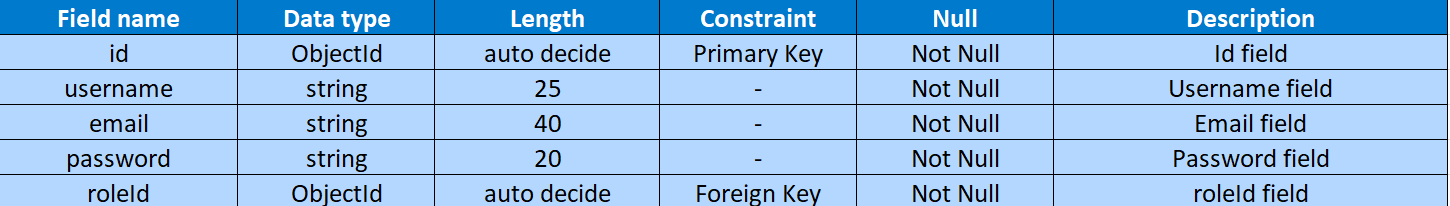 Field name Data type Length Constraint Null Description
id ObjectId auto decide Primary Key Not Null Id field
username string 25 - Not Null Username field
email string 40 - Not Null Email field
password string 20 - Not Null Password field
roleId ObjectId auto decide Foreign Key Not Null roleId field